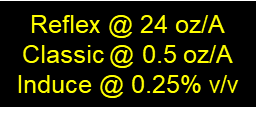 Reflex @ 24 oz/A
Classic @ 0.5 oz/A
Induce @ 0.25% v/v